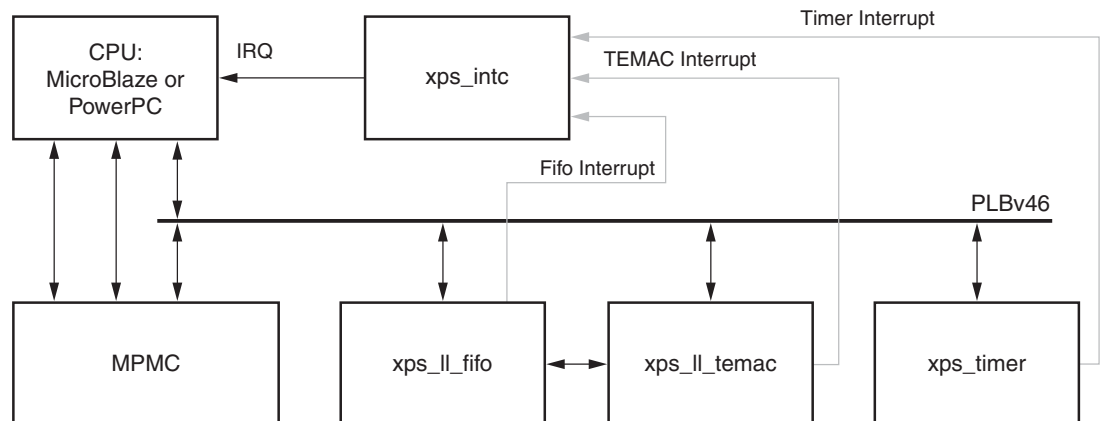 Timer Interrupt
CPU:
MicroBlaze or
PowerPC
IRQ
xps_intc
TEMAC Interrupt
Fifo Interrupt
PLBv46
MPMC
xps_ll_fifo
xps_ll_temac
xps_timer